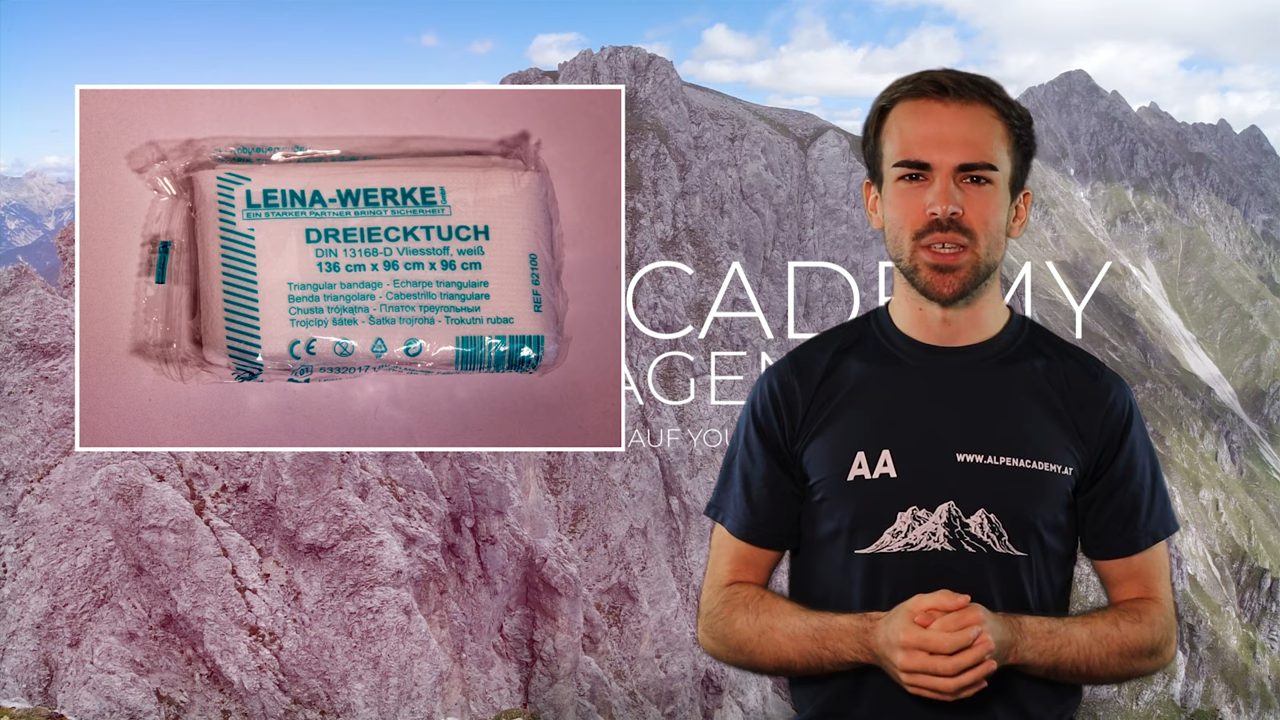 LEINA-WERKE GmbH
EIN STARKER PARTNER BRINGT SICHERHEIT
DREIECKTUCH
DIN 13168-D Vliesstoff, weiß
136 cm x 96 cm x 96 cm
Triangular bandage - Echarpe triangulaire
Benda triangolare - Cabestrillo triangulare
Chusta trójkątna - Платок треугольный
Trojcípý šátek - Šatka trojrohá - Trokutni rubac
REF 62100
CE
CADEMY
AGEN
AUF YOU
AA
WWW.ALPENACADEMY.AT